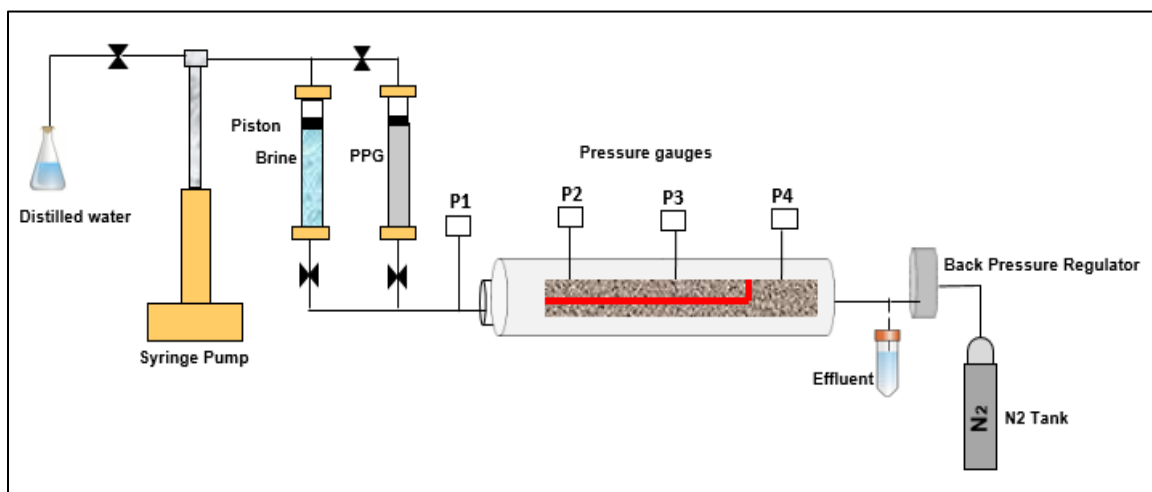 Distilled water
Syringe Pump
Piston
Brine
PPG
Pressure gauges
P1
P2
P3
P4
Back Pressure Regulator
Effluent
N2
N2 Tank